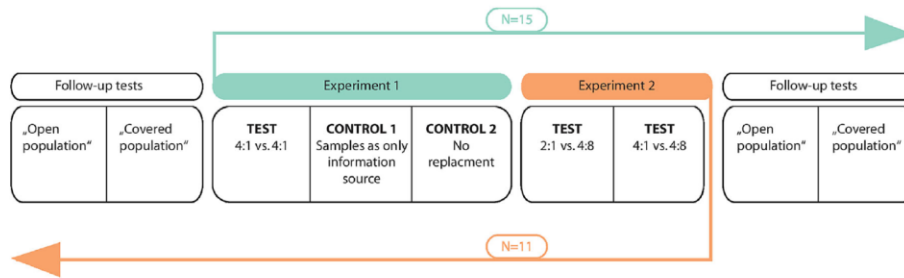 N=15
Follow-up tests
Experiment 1
Experiment 2
Follow-up tests
„Open
population“
„Covered
population“
TEST
4:1 vs. 4:1
CONTROL 1
Samples as only
information
source
CONTROL 2
No
replacment
TEST
2:1 vs. 4:8
TEST
4:1 vs. 4:8
„Open
population“
„Covered
population“
N=11